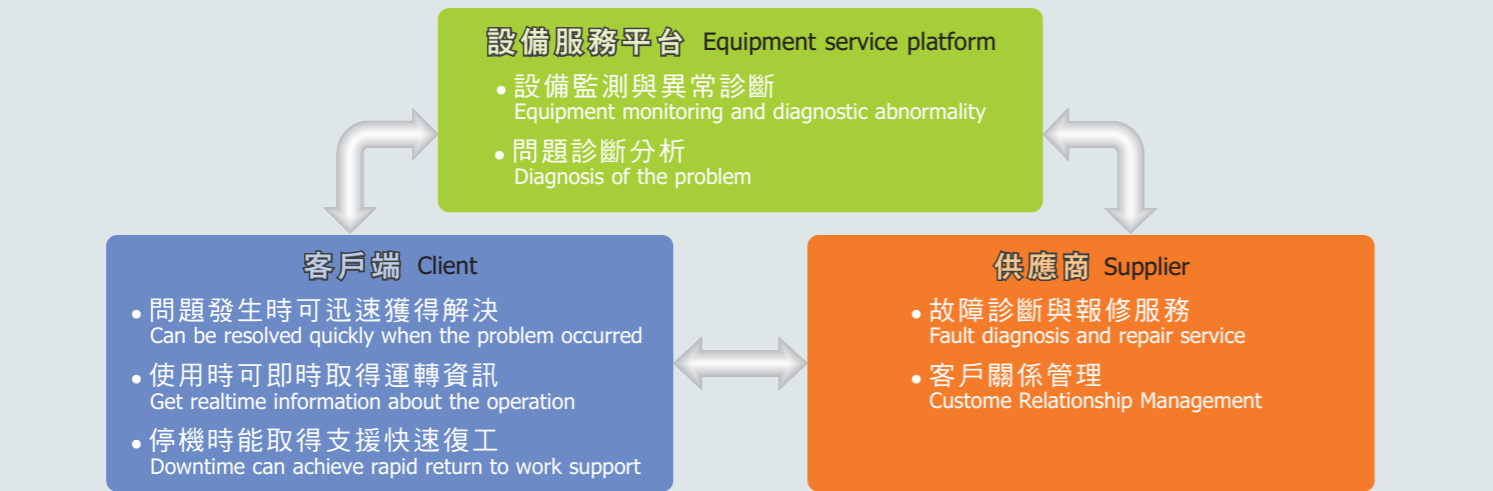 設備服務平台 Equipment service platform
• 設備監測與異常診斷
Equipment monitoring and diagnostic abnormality
• 問題診斷分析
Diagnosis of the problem
客戶端 Client
• 問題發生時可迅速獲得解決
Can be resolved quickly when the problem occurred
• 使用時可即時取得運轉資訊
Get realtime information about the operation
• 停機時能取得支援快速復工
Downtime can achieve rapid return to work support
供應商 Supplier
• 故障診斷與報修服務
Fault diagnosis and repair service
• 客戶關係管理
Custome Relationship Management